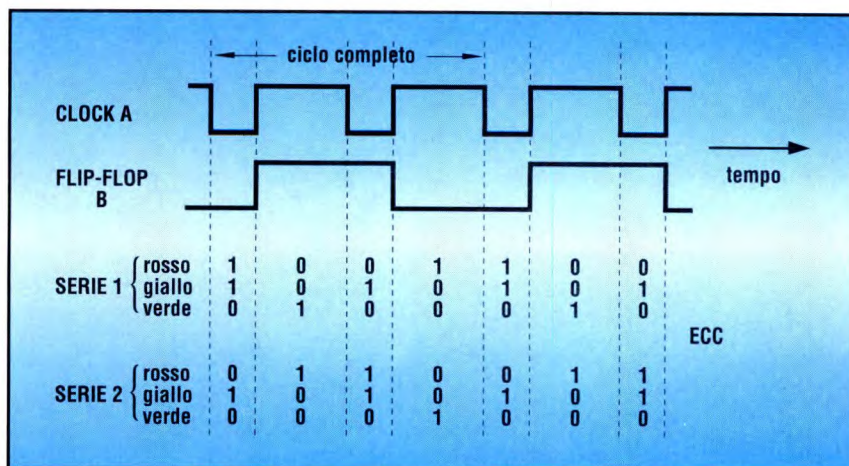 ciclo completo
CLOCK A
FLIP-FLOP
B
tempo
SERIE 1
rosso 1 0 0 1 1 0 0
giallo 1 0 1 0 1 0 1
verde 0 1 0 0 0 1 0
ECC
SERIE 2
rosso 0 1 1 0 0 1 1
giallo 1 0 1 0 1 0 1
verde 0 0 0 1 0 0 0